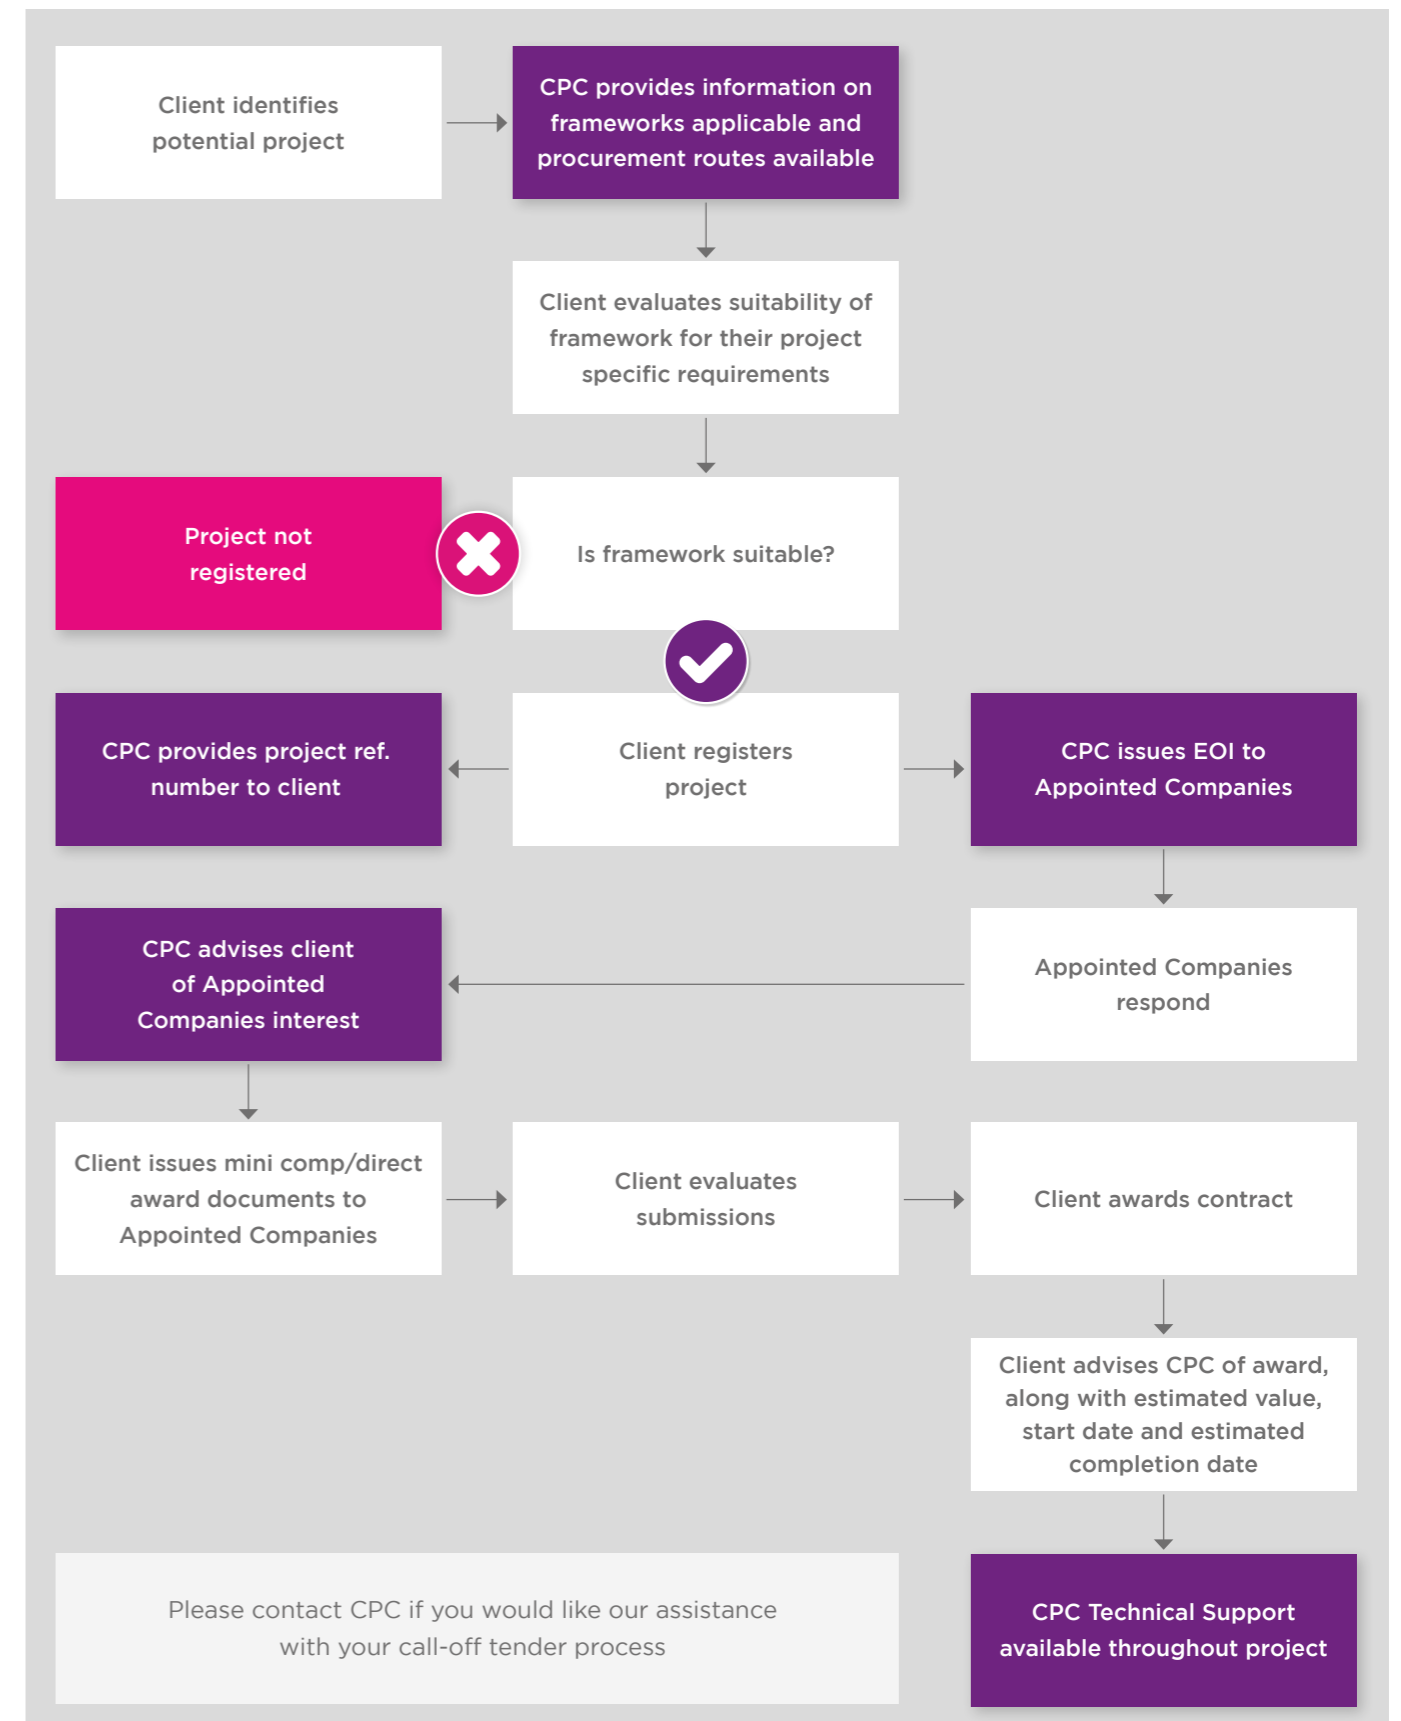 Client identifies
potential project
CPC provides information on
frameworks applicable and
procurement routes available
Client evaluates suitability of
framework for their project
specific requirements
Project not
registered
Is framework suitable?
CPC provides project ref.
number to client
Client registers
project
CPC issues EOI to
Appointed Companies
CPC advises client
of Appointed
Companies interest
Appointed Companies
respond
Client issues mini comp/direct
award documents to
Appointed Companies
Client evaluates
submissions
Client awards contract
Client advises CPC of award,
along with estimated value,
start date and estimated
completion date
Please contact CPC if you would like our assistance
with your call-off tender process
CPC Technical Support
available throughout project